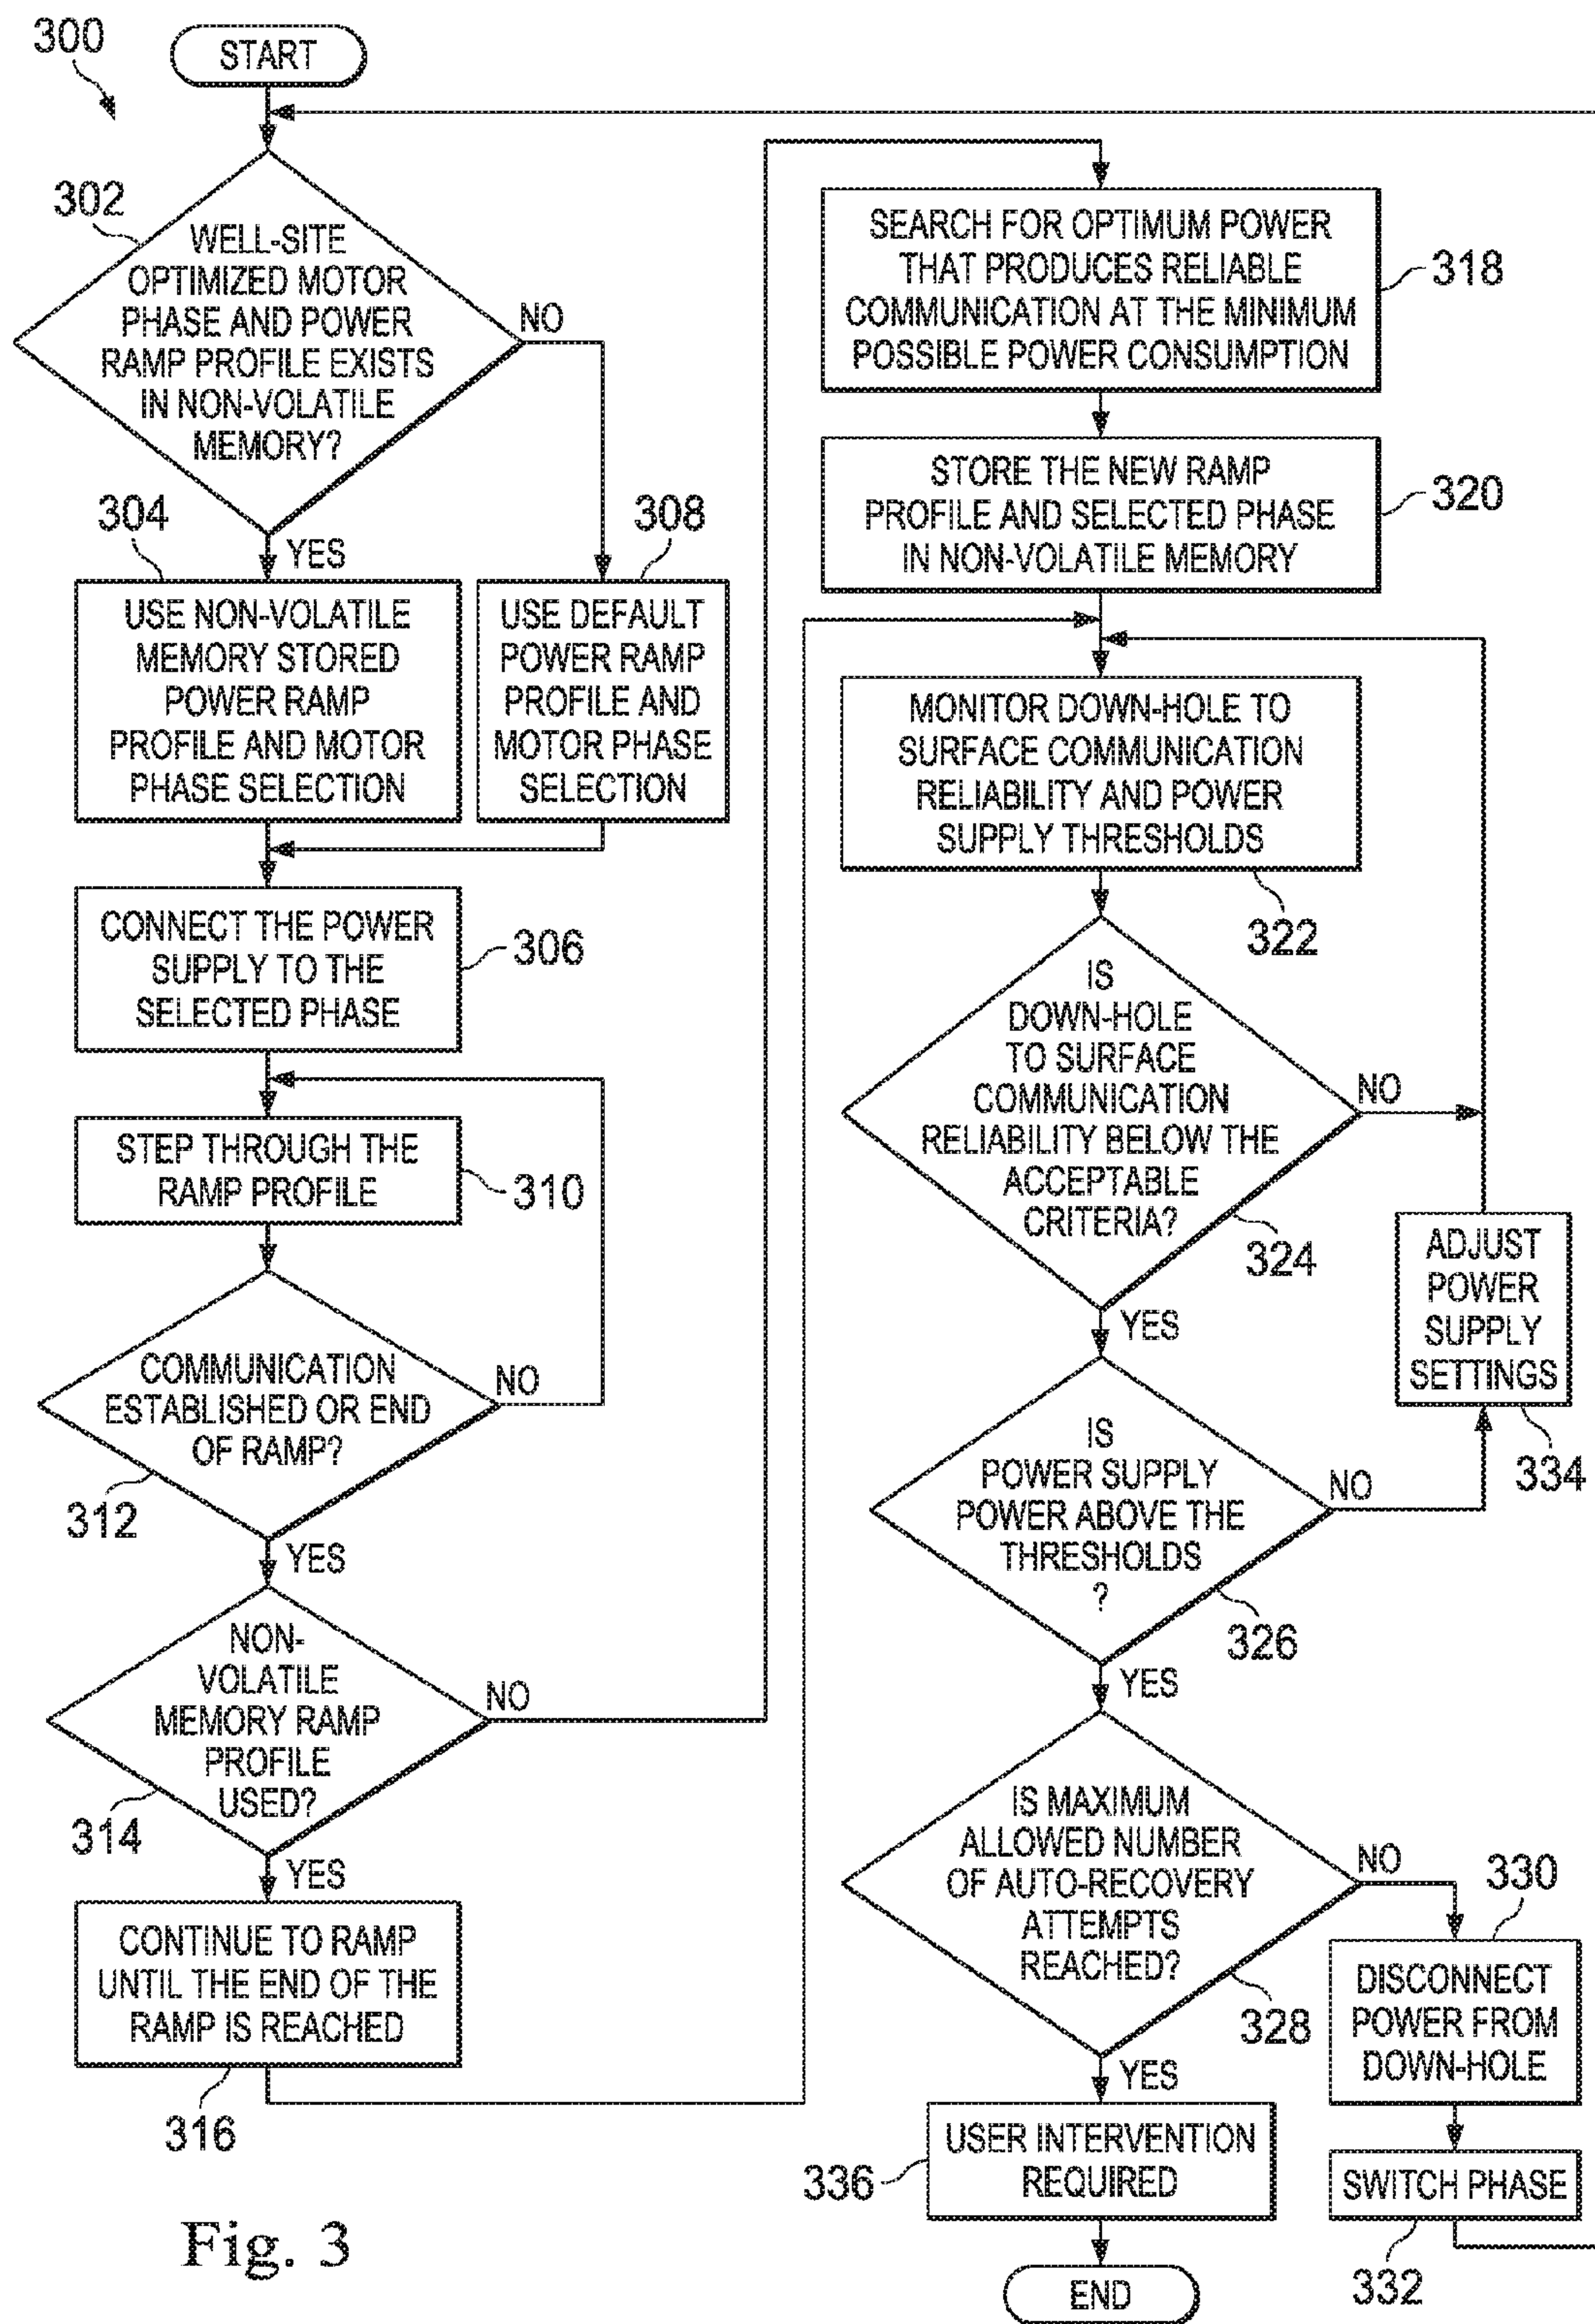 300
START
302
WELL-SITE
OPTIMIZED MOTOR
PHASE AND POWER
RAMP PROFILE EXISTS
IN NON-VOLATILE
MEMORY?
NO
YES
304
USE NON-VOLATILE
MEMORY STORED
POWER RAMP
PROFILE AND MOTOR
PHASE SELECTION
308
USE DEFAULT
POWER RAMP
PROFILE AND
MOTOR PHASE
SELECTION
CONNECT THE POWER
SUPPLY TO THE
SELECTED PHASE
306
STEP THROUGH THE
RAMP PROFILE
310
COMMUNICATION
ESTABLISHED OR END
OF RAMP?
NO
312
YES
NON-
VOLATILE
MEMORY RAMP
PROFILE
USED?
NO
314
YES
CONTINUE TO RAMP
UNTIL THE END OF THE
RAMP IS REACHED
316
SEARCH FOR OPTIMUM POWER
THAT PRODUCES RELIABLE
COMMUNICATION AT THE MINIMUM
POSSIBLE POWER CONSUMPTION
318
STORE THE NEW RAMP
PROFILE AND SELECTED PHASE
IN NON-VOLATILE MEMORY
320
MONITOR DOWN-HOLE TO
SURFACE COMMUNICATION
RELIABILITY AND POWER
SUPPLY THRESHOLDS
322
IS
DOWN-HOLE
TO SURFACE
COMMUNICATION
RELIABILITY BELOW THE
ACCEPTABLE
CRITERIA?
NO
324
YES
ADJUST
POWER
SUPPLY
SETTINGS
334
IS
POWER SUPPLY
POWER ABOVE THE
THRESHOLDS
?
NO
326
YES
IS MAXIMUM
ALLOWED NUMBER
OF AUTO-RECOVERY
ATTEMPTS
REACHED?
NO
328
YES
330
DISCONNECT
POWER FROM
DOWN-HOLE
SWITCH PHASE
332
USER INTERVENTION
REQUIRED
336
END
Fig. 3